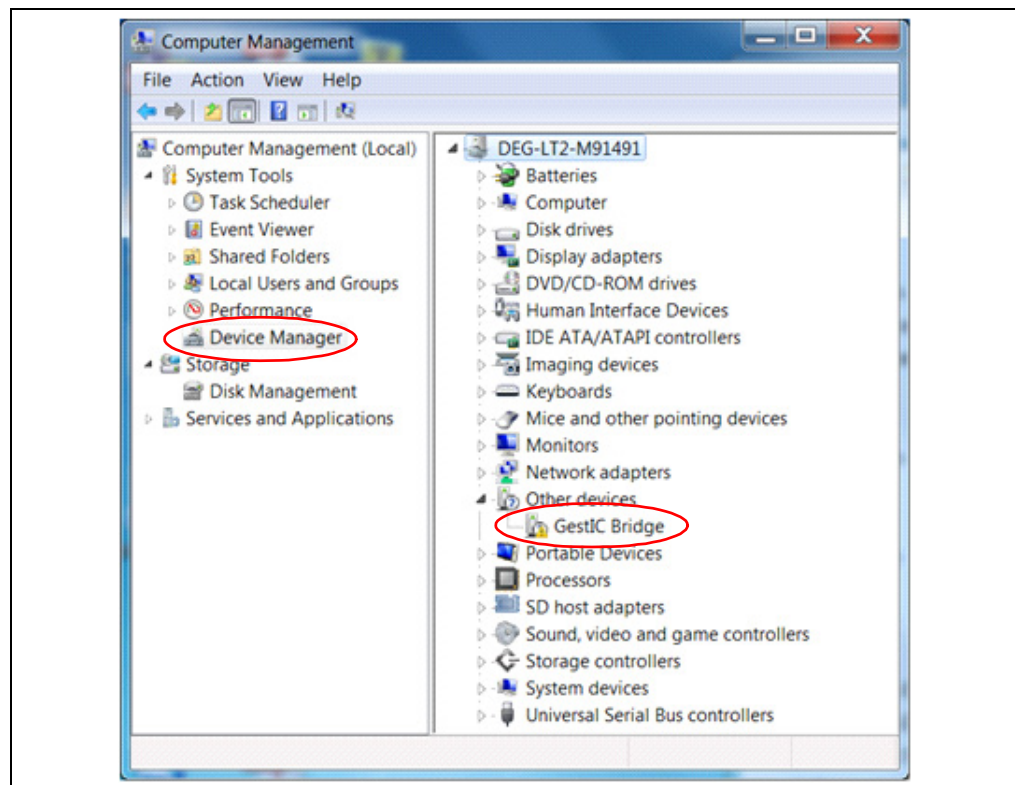 Computer Management
File Action View Help
Computer Management (Local)
System Tools
Task Scheduler
Event Viewer
Shared Folders
Local Users and Groups
Performance
Device Manager
Storage
Disk Management
Services and Applications
DEG-LT2-M91491
Batteries
Computer
Disk drives
Display adapters
DVD/CD-ROM drives
Human Interface Devices
IDE ATA/ATAPI controllers
Imaging devices
Keyboards
Mice and other pointing devices
Monitors
Network adapters
Other devices
GestIC Bridge
Portable Devices
Processors
SD host adapters
Sound, video and game controllers
Storage controllers
System devices
Universal Serial Bus controllers